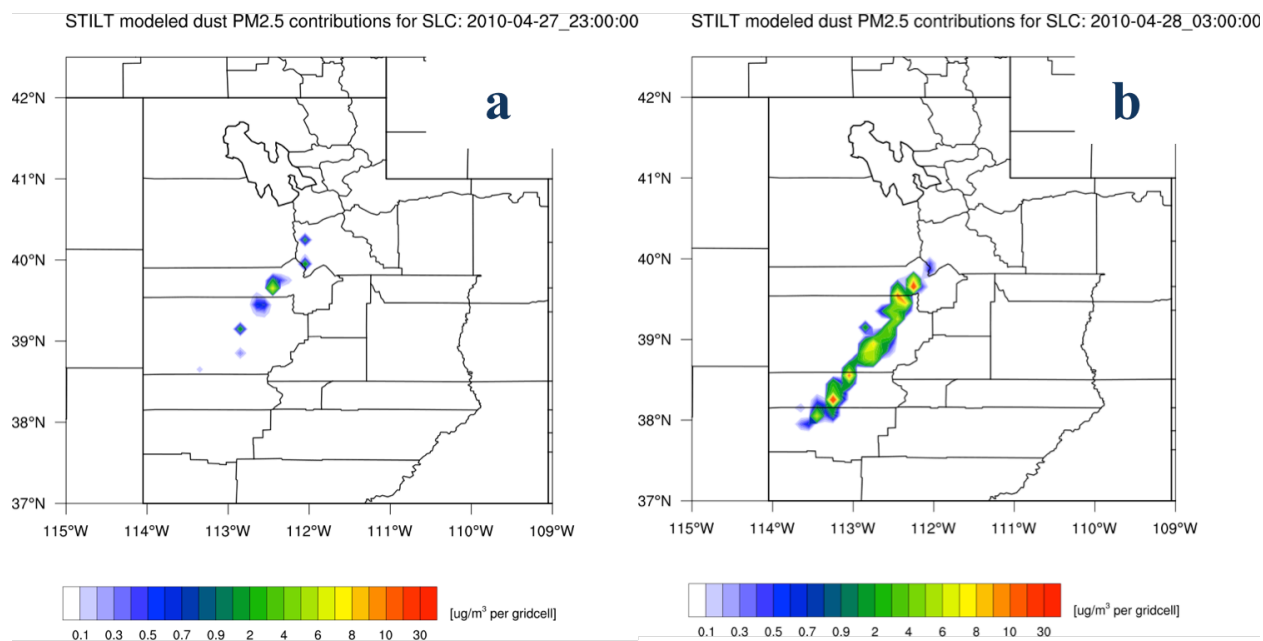 STILT modeled dust PM2.5 contributions for SLC: 2010-04-27_23:00:00
a
42°N
41°N
40°N
39°N
38°N
37°N
115°W 114°W 113°W 112°W 111°W 110°W 109°W
0.1 0.3 0.5 0.7 0.9 2 4 6 8 10 30
[ug/m³ per gridcell]
STILT modeled dust PM2.5 contributions for SLC: 2010-04-28_03:00:00
b
42°N
41°N
40°N
39°N
38°N
37°N
115°W 114°W 113°W 112°W 111°W 110°W 109°W
0.1 0.3 0.5 0.7 0.9 2 4 6 8 10 30
[ug/m³ per gridcell]